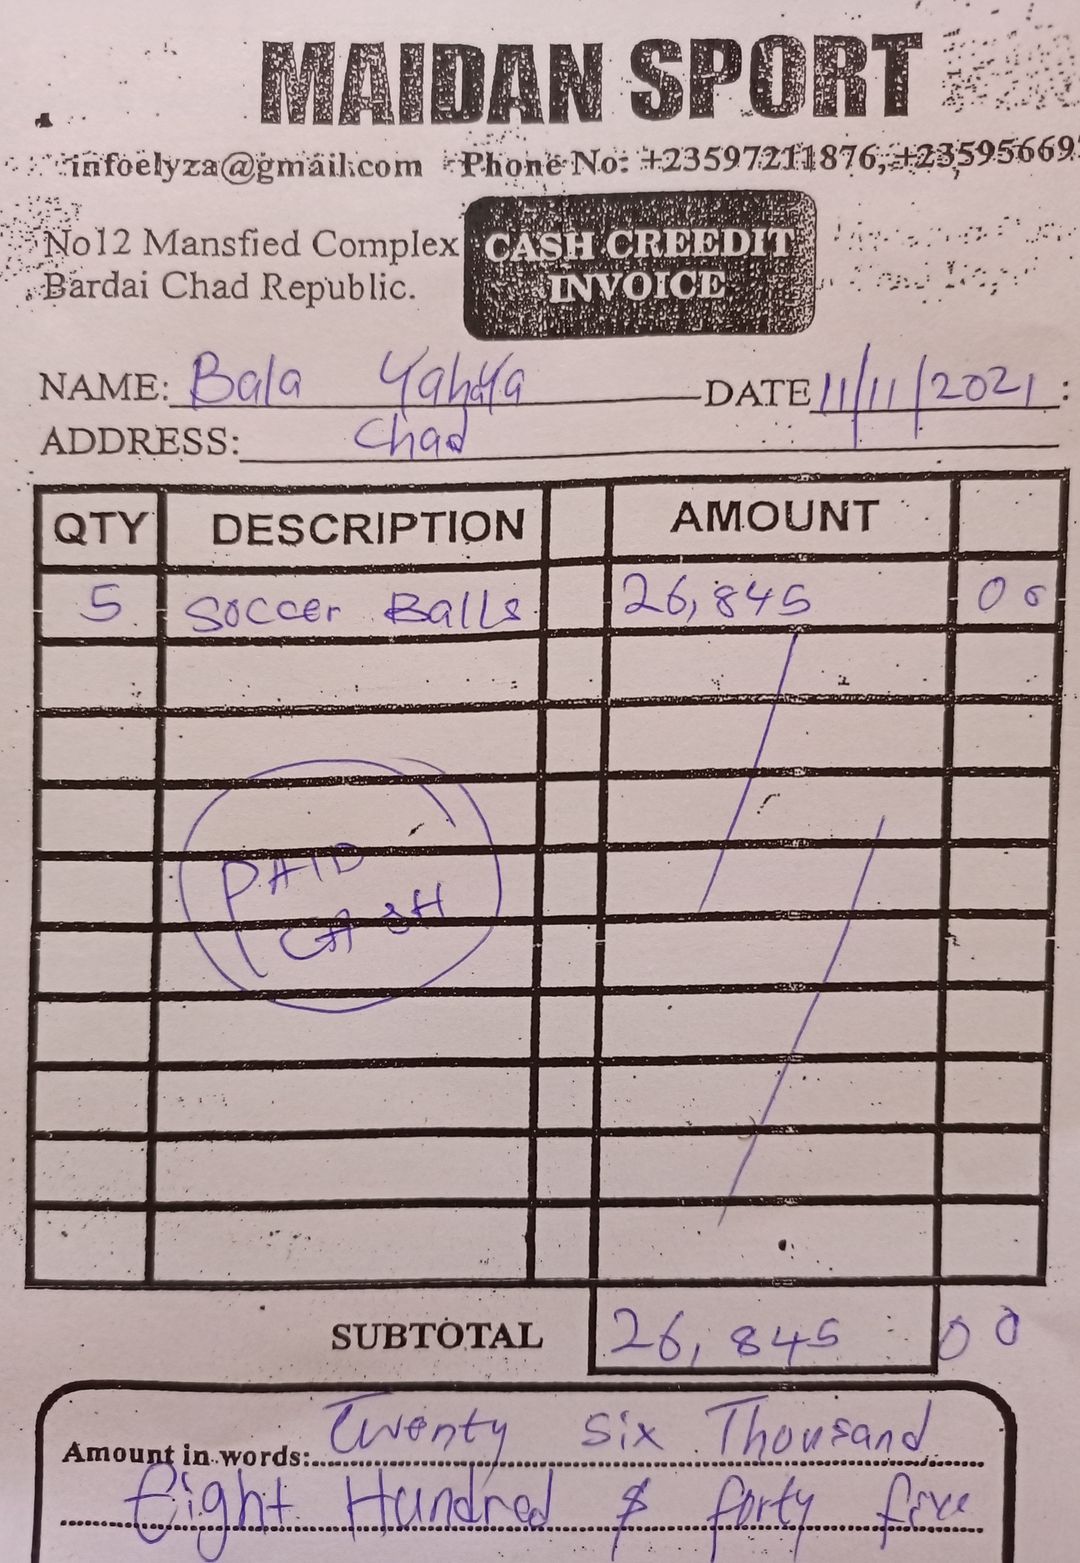 MAIDAN SPORT
infoelyza@gmail.com Phone No: +23597211876, +23595669
No12 Mansfied Complex
Bardai Chad Republic.
CASH CREEDIT
INVOICE
NAME: Bala Yahaya DATE 11/11/2021 :
ADDRESS: Chad
QTY DESCRIPTION AMOUNT
5 Soccer Balls 26,845 00
PAID
CASH
SUBTOTAL 26,845 00
Amount in words: Twenty Six Thousand
Eight Hundred & forty five